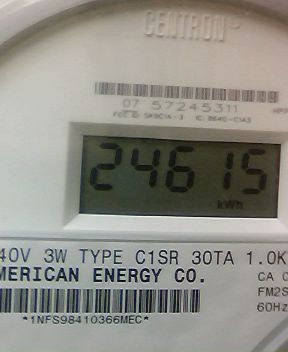 CENTRON®
07 57245311
24615
kWh
40V 3W TYPE C1SR 30TA 1.0K
MERICAN ENERGY CO.
CA
FM2S
60Hz
*1NFS98410366MEC*